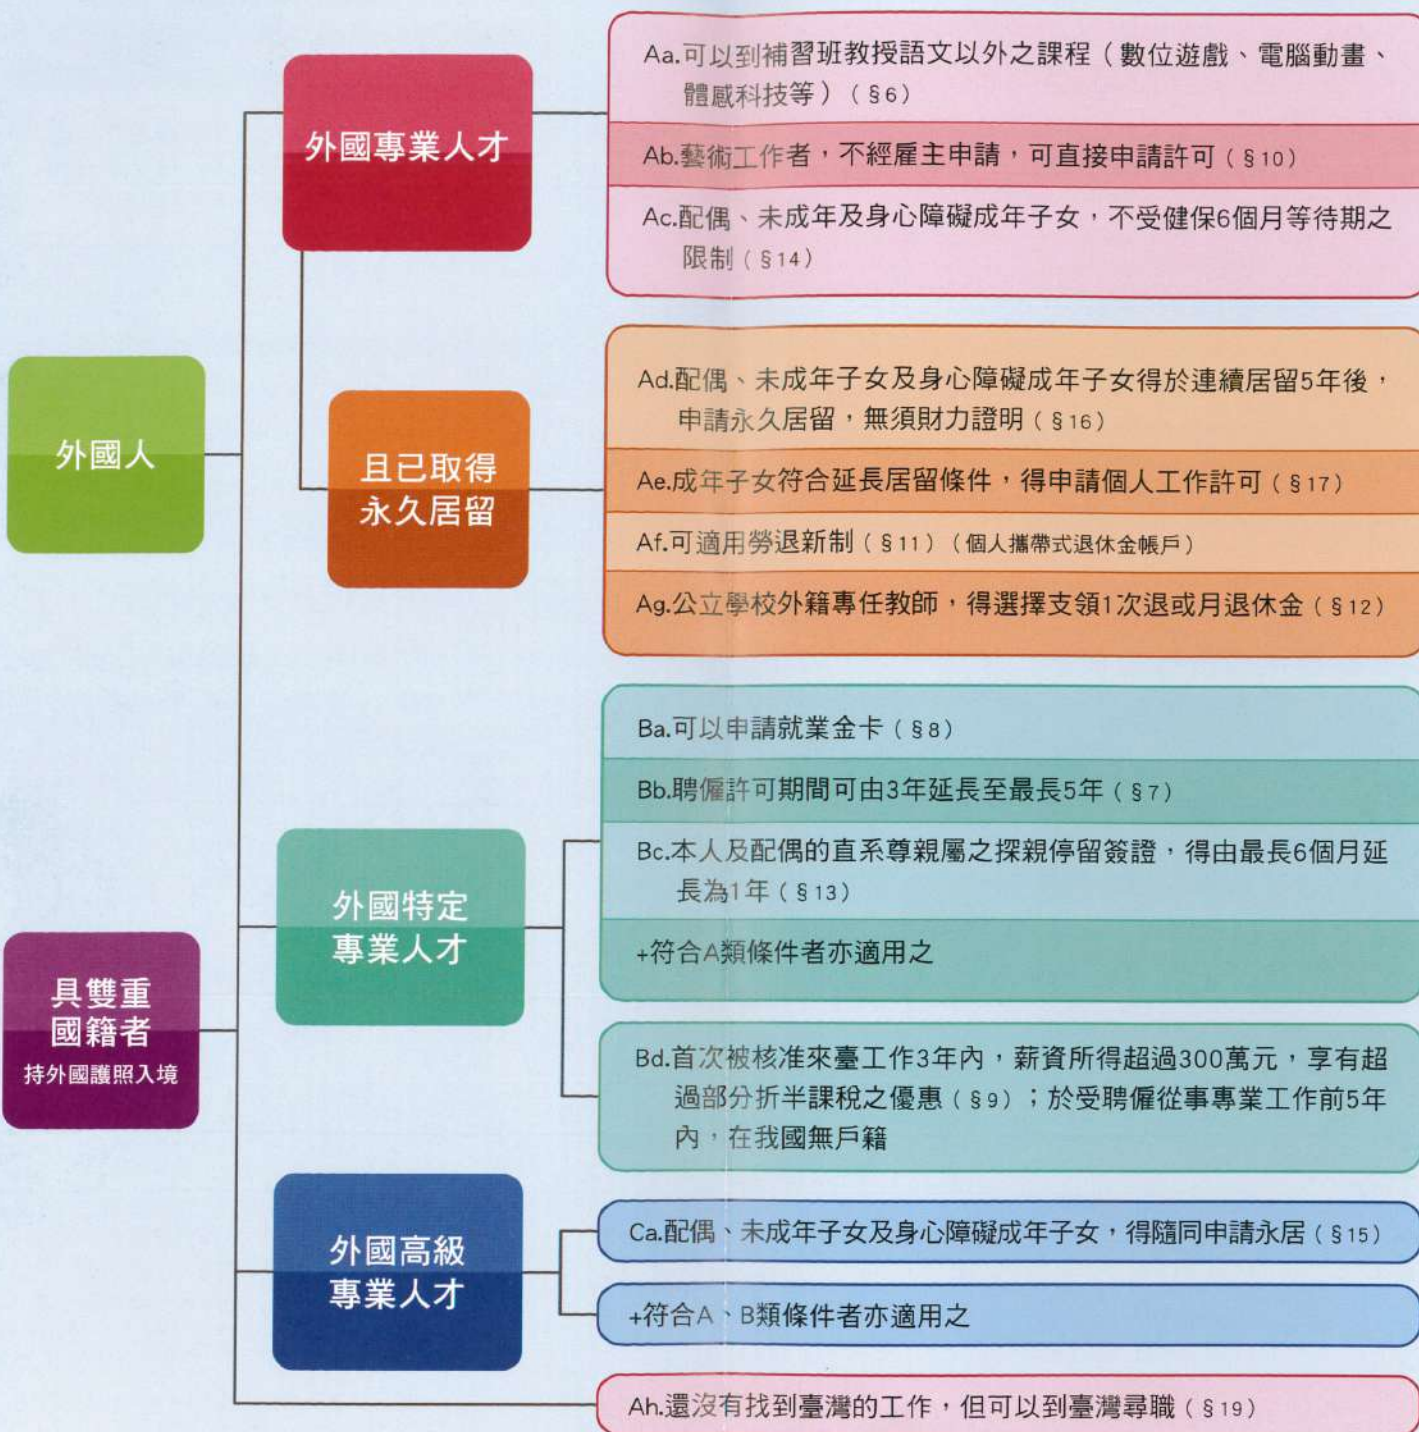 外國人
具雙重
國籍者
持外國護照入境
外國專業人才
Aa.可以到補習班教授語文以外之課程（數位遊戲、電腦動畫、
體感科技等）（§6）
Ab.藝術工作者，不經雇主申請，可直接申請許可（§10）
Ac.配偶、未成年及身心障礙成年子女，不受健保6個月等待期之
限制（§14）
且已取得
永久居留
Ad.配偶、未成年子女及身心障礙成年子女得於連續居留5年後，
申請永久居留，無須財力證明（§16）
Ae.成年子女符合延長居留條件，得申請個人工作許可（§17）
Af.可適用勞退新制（§11）（個人攜帶式退休金帳戶）
Ag.公立學校外籍專任教師，得選擇支領1次退或月退休金（§12）
外國特定
專業人才
Ba.可以申請就業金卡（§8）
Bb.聘僱許可期間可由3年延長至最長5年（§7）
Bc.本人及配偶的直系尊親屬之探親停留簽證，得由最長6個月延
長為1年（§13）
+符合A類條件者亦適用之
Bd.首次被核准來臺工作3年內，薪資所得超過300萬元，享有超
過部分折半課稅之優惠（§9）；於受聘僱從事專業工作前5年
內，在我國無戶籍
外國高級
專業人才
Ca.配偶、未成年子女及身心障礙成年子女，得隨同申請永居（§15）
+符合A、B類條件者亦適用之
Ah.還沒有找到臺灣的工作，但可以到臺灣尋職（§19）